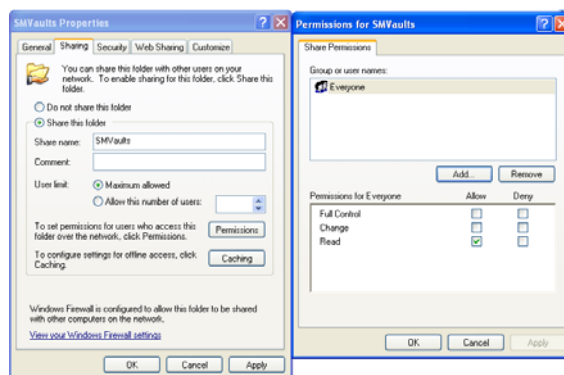 SMVaults Properties
General Sharing Security Web Sharing Customize
You can share this folder with other users on your
network. To enable sharing for this folder, click Share this
folder.
Do not share this folder
Share this folder
Share name: SMVaults
Comment:
User limit: Maximum allowed
Allow this number of users:
To set permissions for users who access this
folder over the network, click Permissions.
Permissions
To configure settings for offline access, click
Caching.
Caching
Windows Firewall is configured to allow this folder to be shared
with other computers on the network.
View your Windows Firewall settings
OK Cancel Apply
Permissions for SMVaults
Share Permissions
Group or user names:
Everyone
Add... Remove
Permissions for Everyone Allow Deny
Full Control
Change
Read
OK Cancel Apply